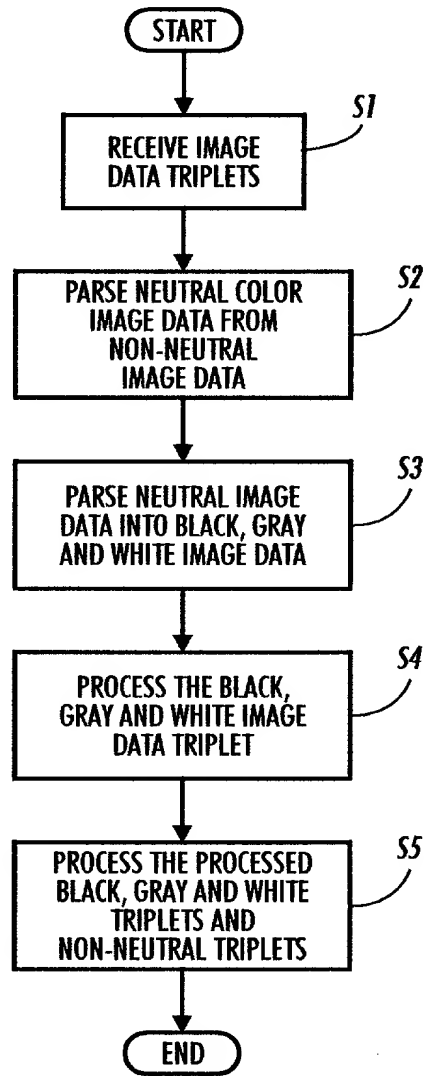 START
S1
RECEIVE IMAGE
DATA TRIPLETS
S2
PARSE NEUTRAL COLOR
IMAGE DATA FROM
NON-NEUTRAL
IMAGE DATA
S3
PARSE NEUTRAL IMAGE
DATA INTO BLACK, GRAY
AND WHITE IMAGE DATA
S4
PROCESS THE BLACK,
GRAY AND WHITE IMAGE
DATA TRIPLET
S5
PROCESS THE PROCESSED
BLACK, GRAY AND WHITE
TRIPLETS AND
NON-NEUTRAL TRIPLETS
END